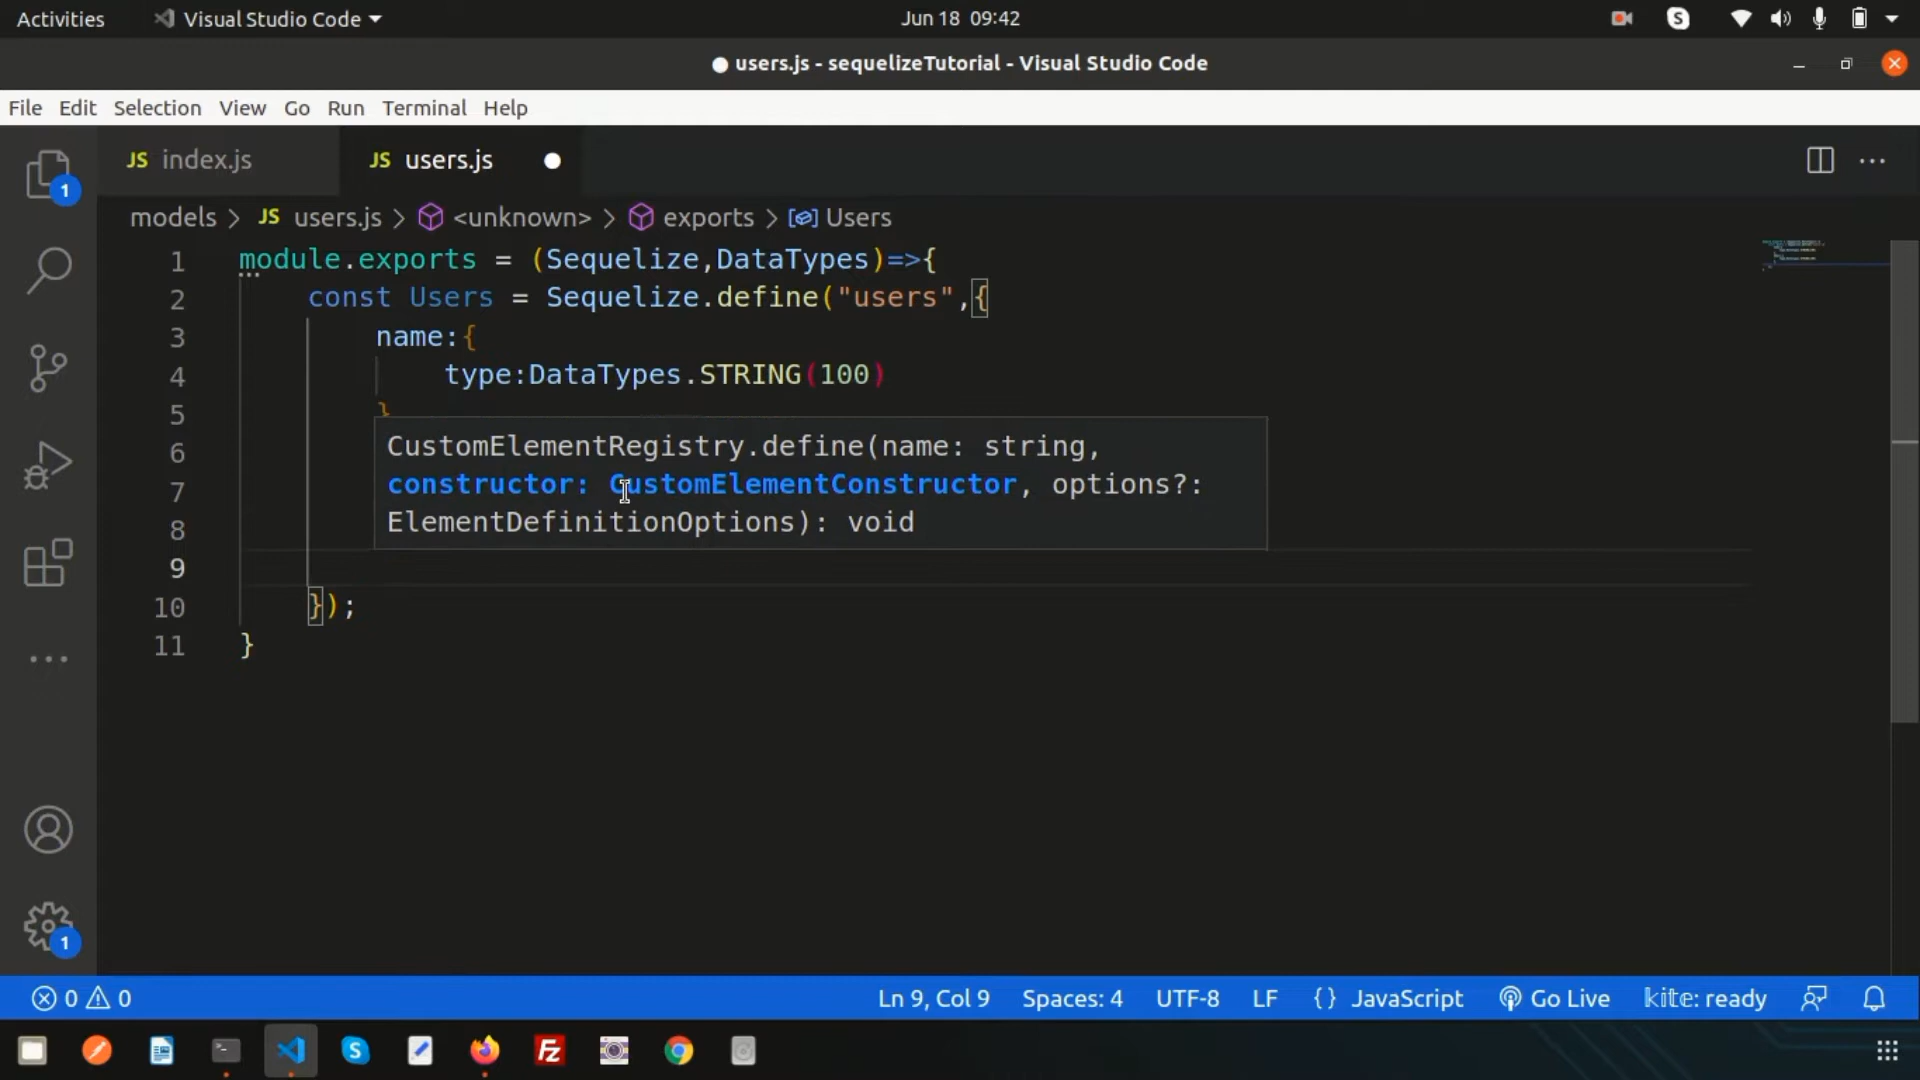 Activities Visual Studio Code Jun 18 09:42
users.js - sequelizeTutorial - Visual Studio Code
File Edit Selection View Go Run Terminal Help
JS index.js JS users.js
models > JS users.js > <unknown> > exports > Users
1 module.exports = (Sequelize,DataTypes)=>{
2 const Users = Sequelize.define("users",{
3 name:{
4 type:DataTypes.STRING(100)
5 }
6 CustomElementRegistry.define(name: string,
7 constructor: CustomElementConstructor, options?:
8 ElementDefinitionOptions): void
9
10 });
11 }
1
1
0 0 Ln 9, Col 9 Spaces: 4 UTF-8 LF {} JavaScript Go Live kite: ready